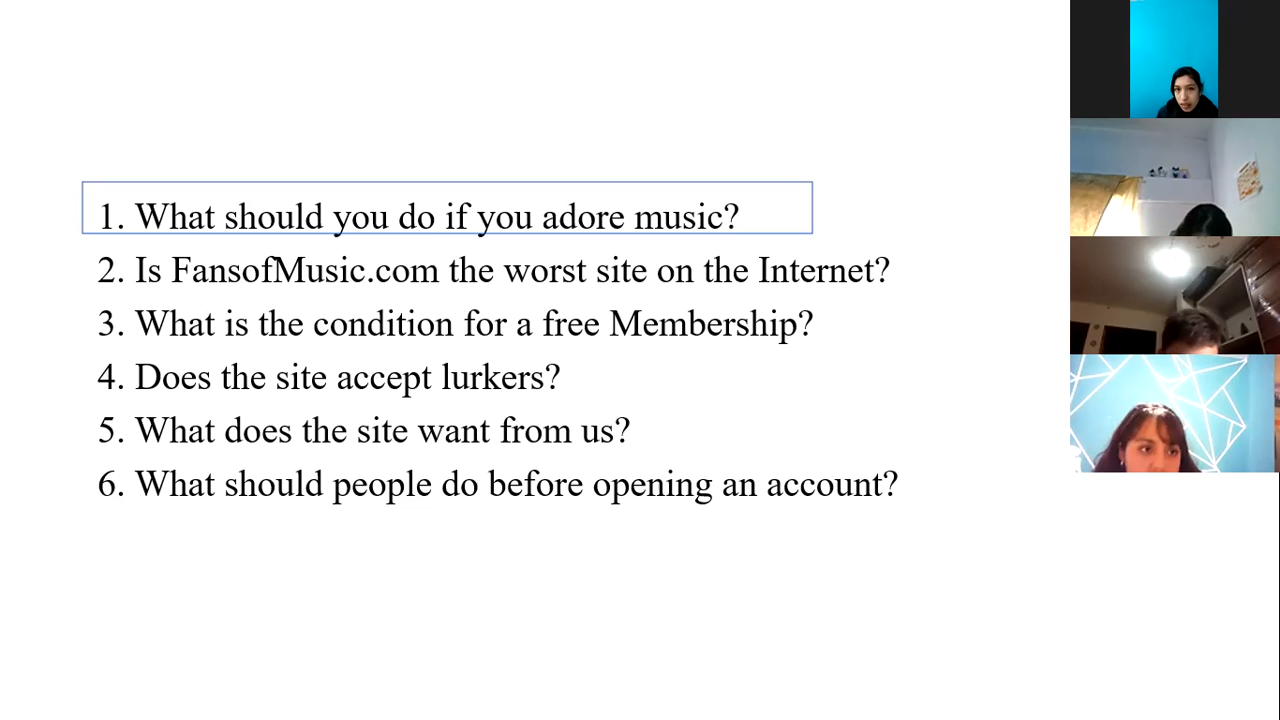 1. What should you do if you adore music?
2. Is FansofMusic.com the worst site on the Internet?
3. What is the condition for a free Membership?
4. Does the site accept lurkers?
5. What does the site want from us?
6. What should people do before opening an account?